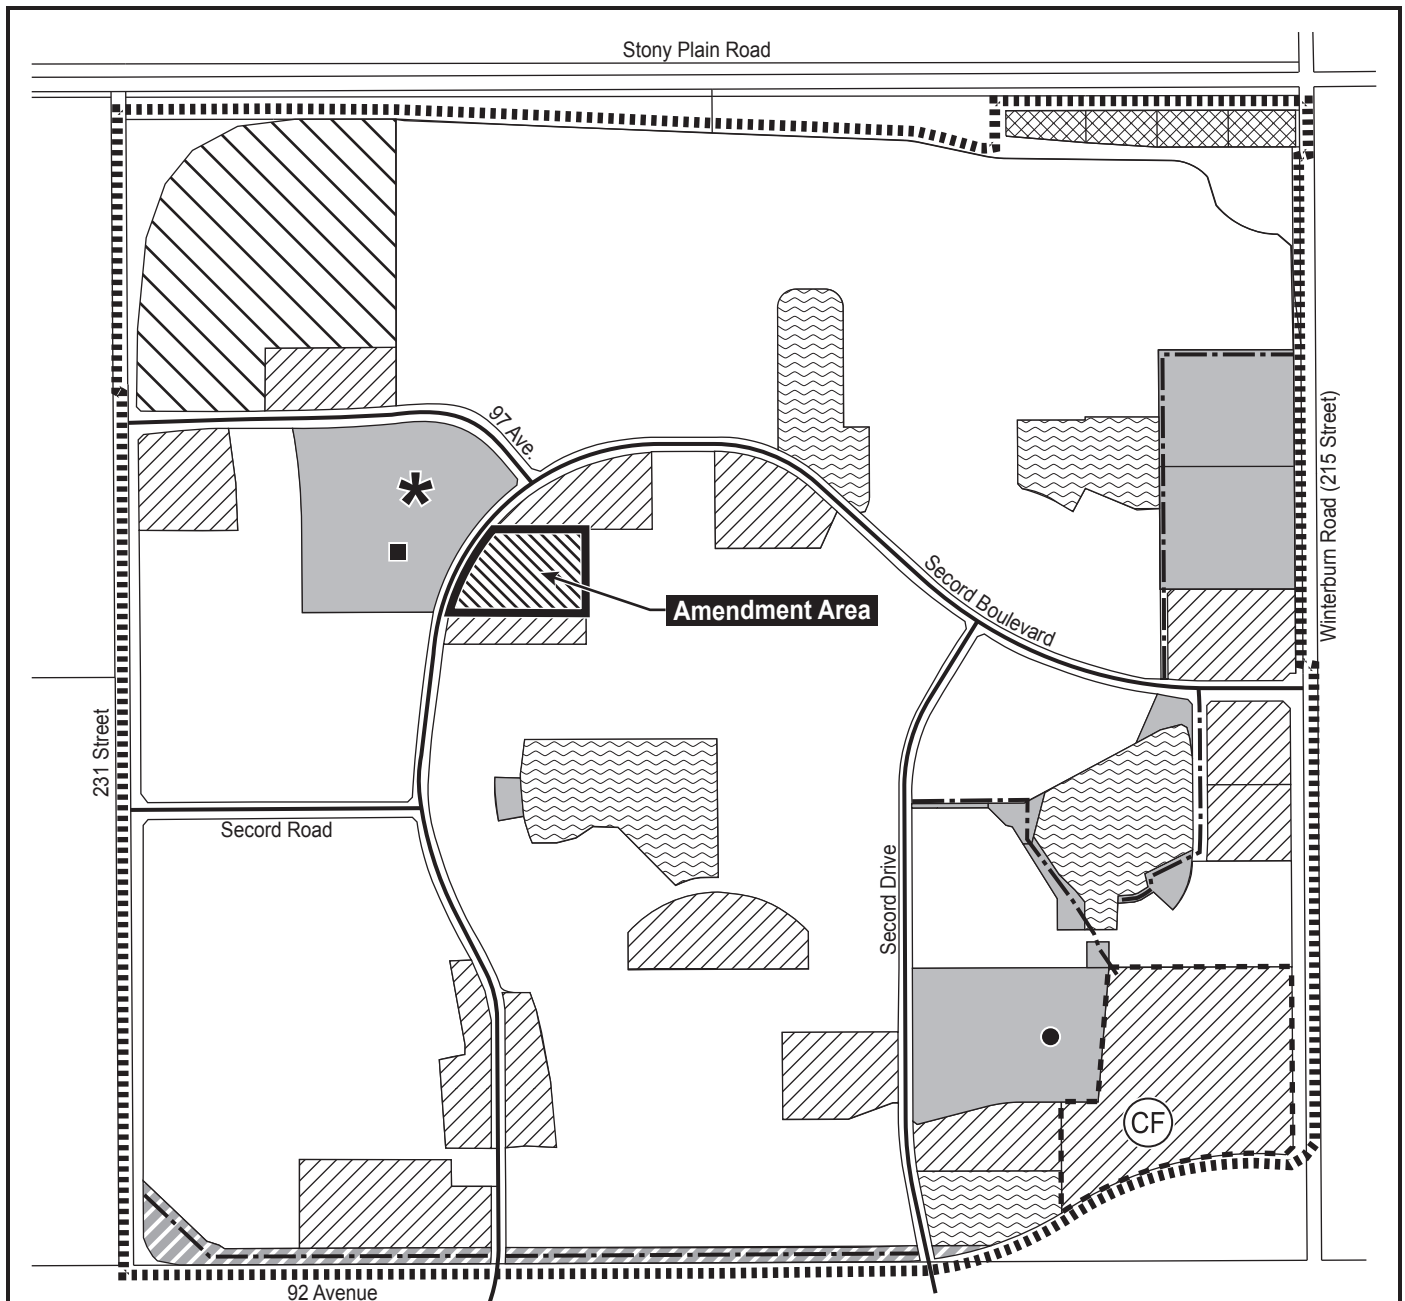 Stony Plain Road
97 Ave.
*
Winterburn Road (215 Street)
Secord Boulevard
Amendment Area
231 Street
Secord Road
Secord Drive
CF
92 Avenue